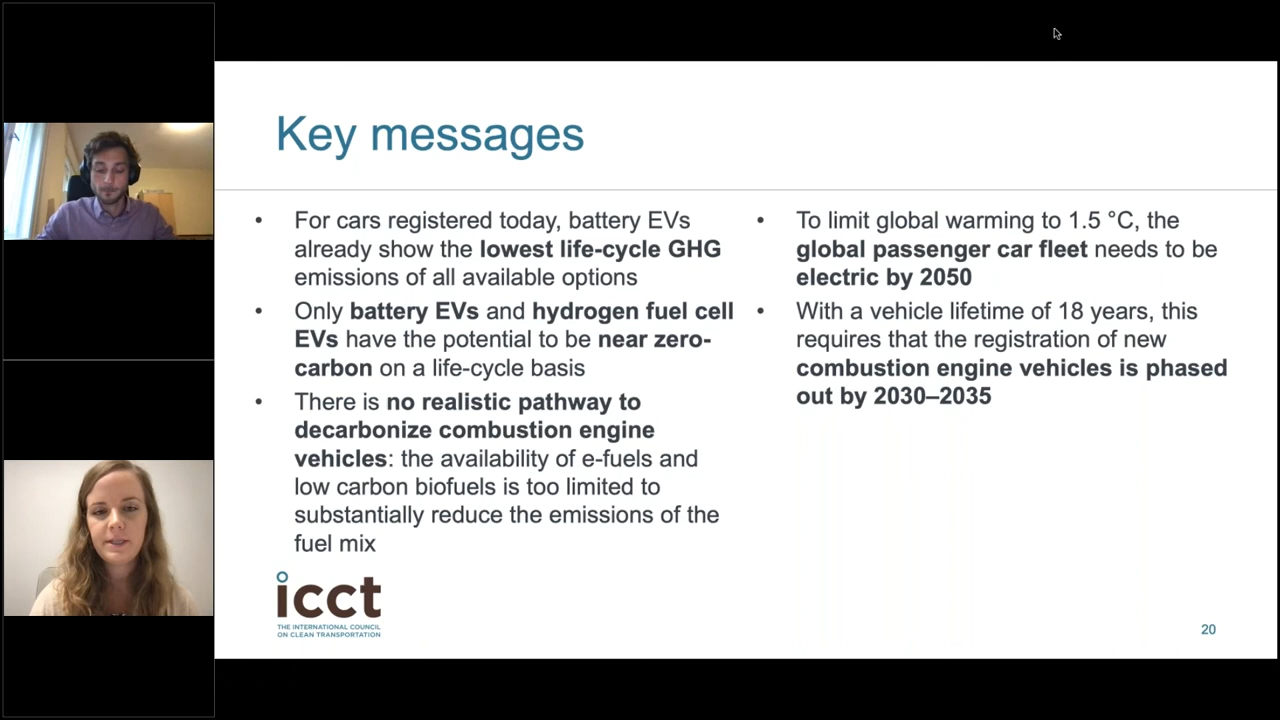 Key messages
• For cars registered today, battery EVs
already show the lowest life-cycle GHG
emissions of all available options
• Only battery EVs and hydrogen fuel cell
EVs have the potential to be near zero-
carbon on a life-cycle basis
• There is no realistic pathway to
decarbonize combustion engine
vehicles: the availability of e-fuels and
low carbon biofuels is too limited to
substantially reduce the emissions of the
fuel mix
• To limit global warming to 1.5 °C, the
global passenger car fleet needs to be
electric by 2050
• With a vehicle lifetime of 18 years, this
requires that the registration of new
combustion engine vehicles is phased
out by 2030–2035
icct
THE INTERNATIONAL COUNCIL
ON CLEAN TRANSPORTATION
20